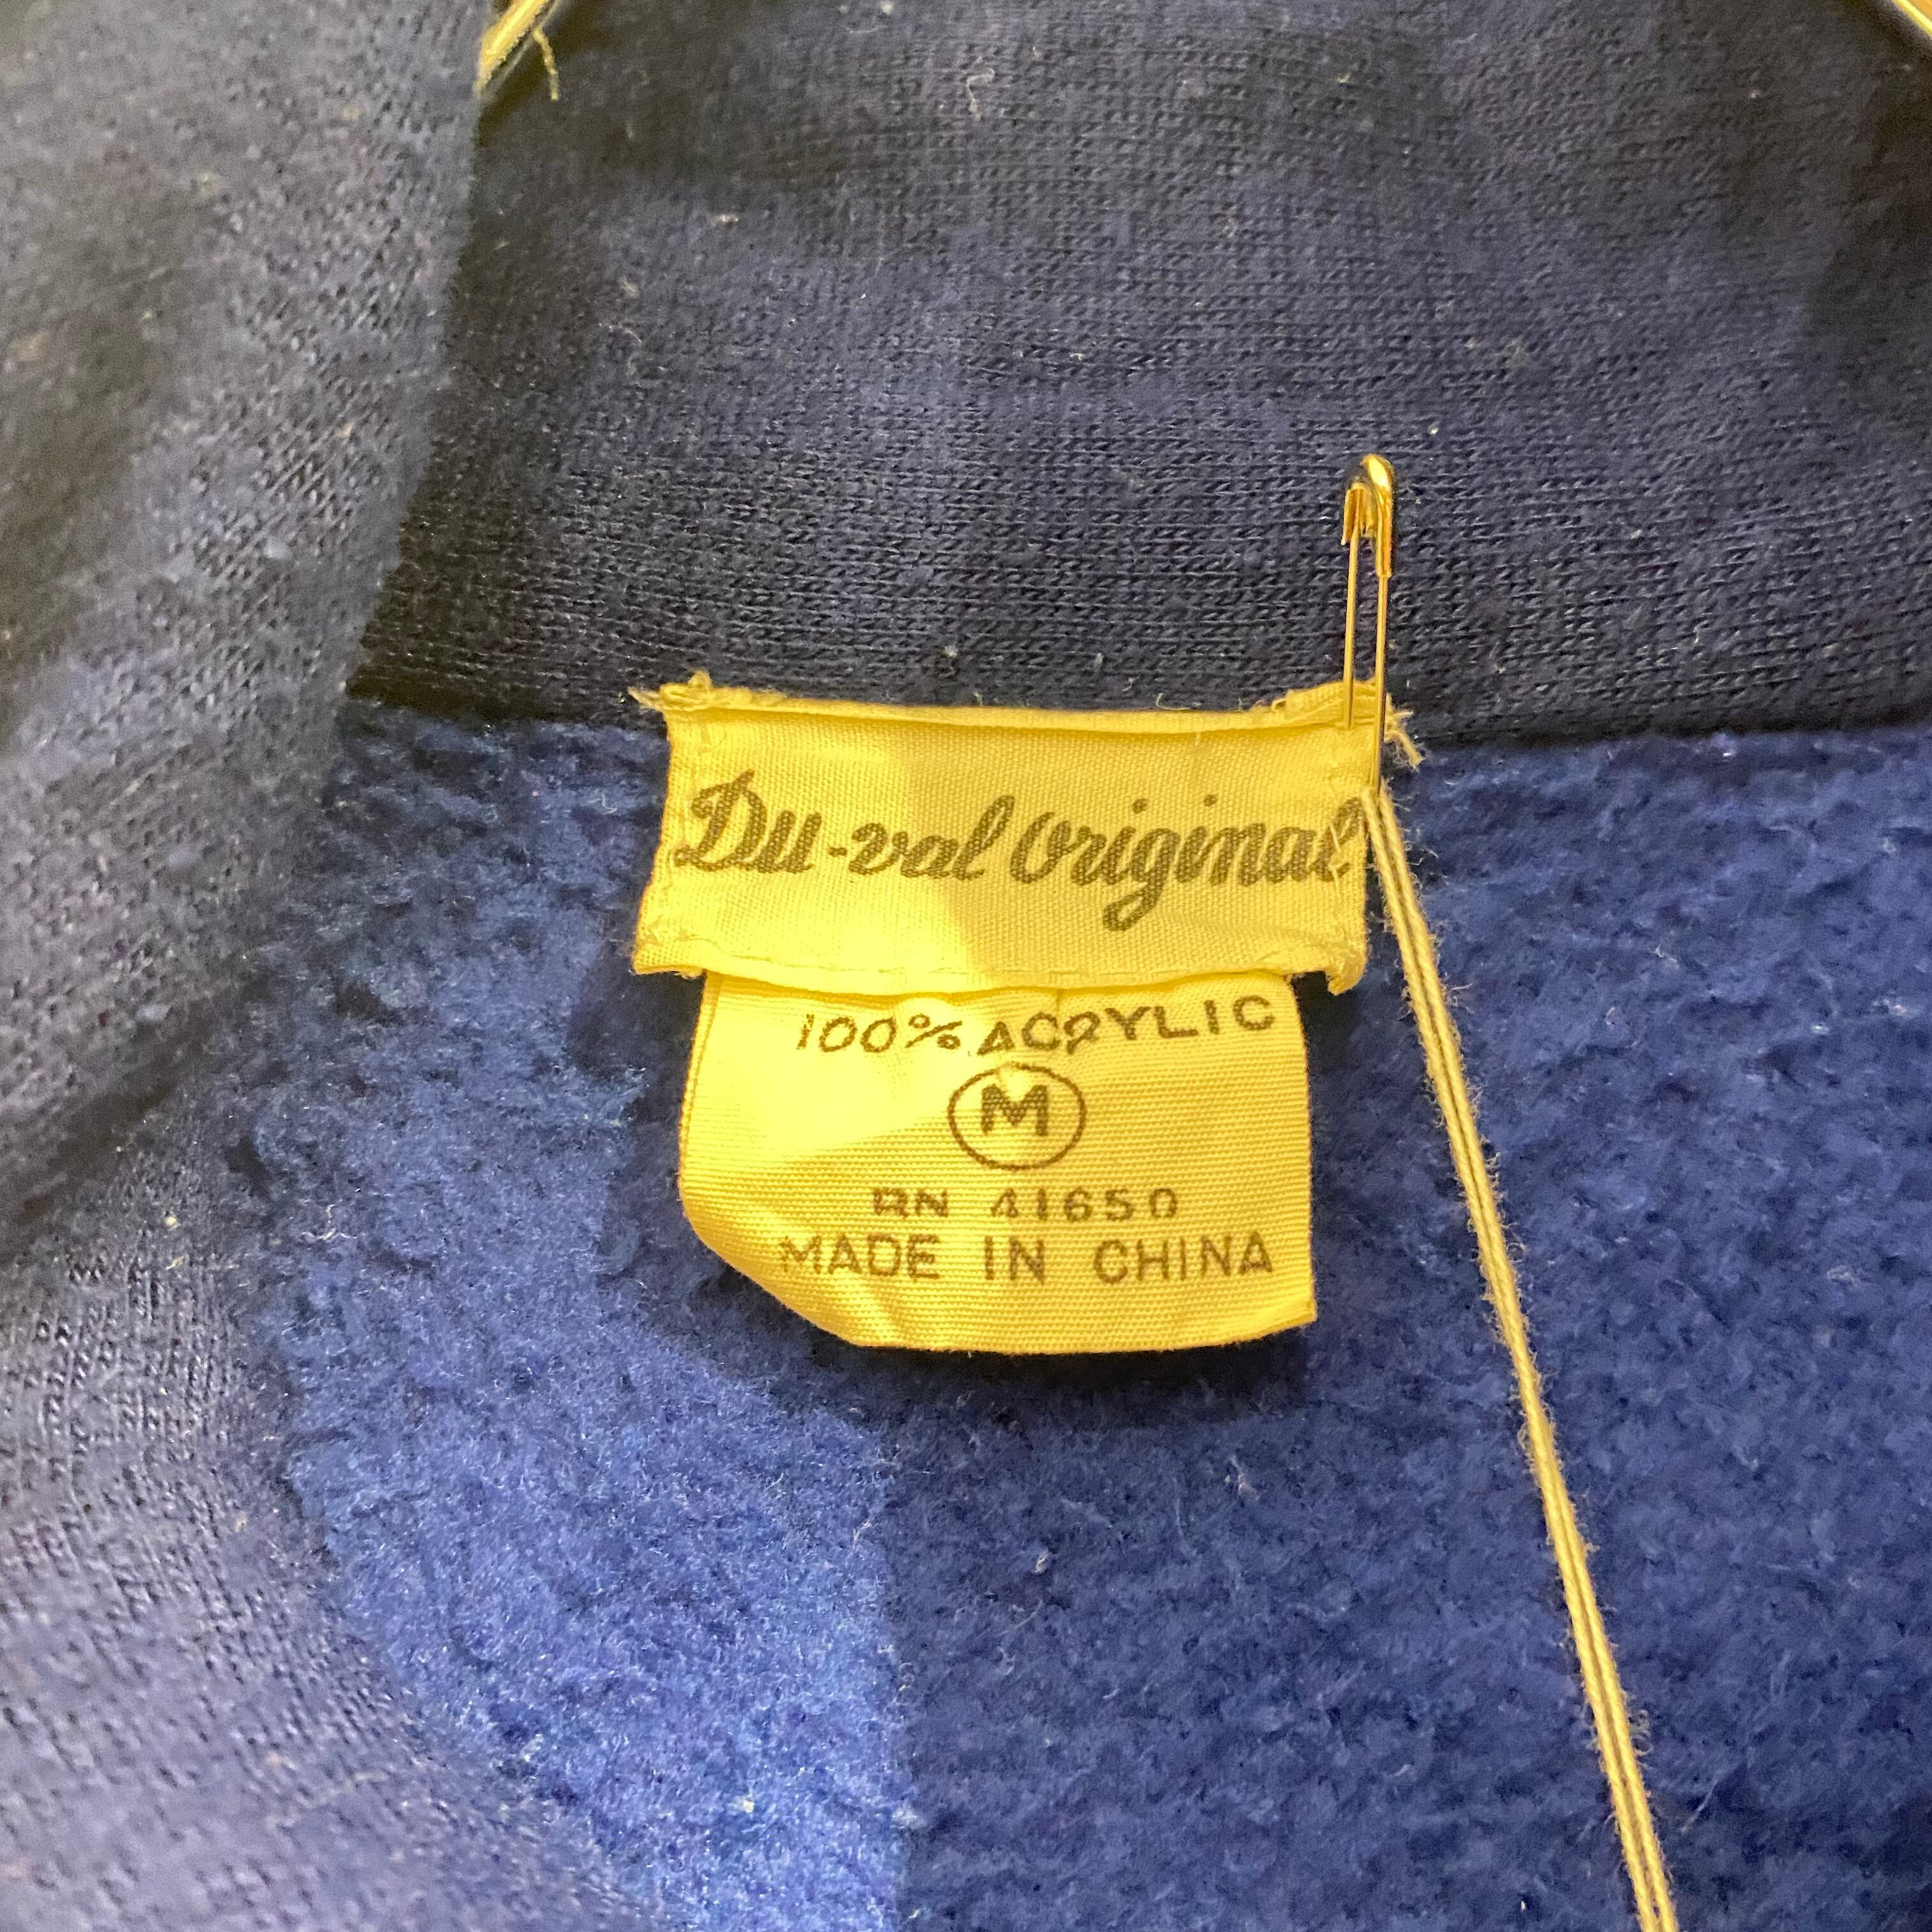 Du-val Original
100% ACRYLIC
M
RN 41650
MADE IN CHINA